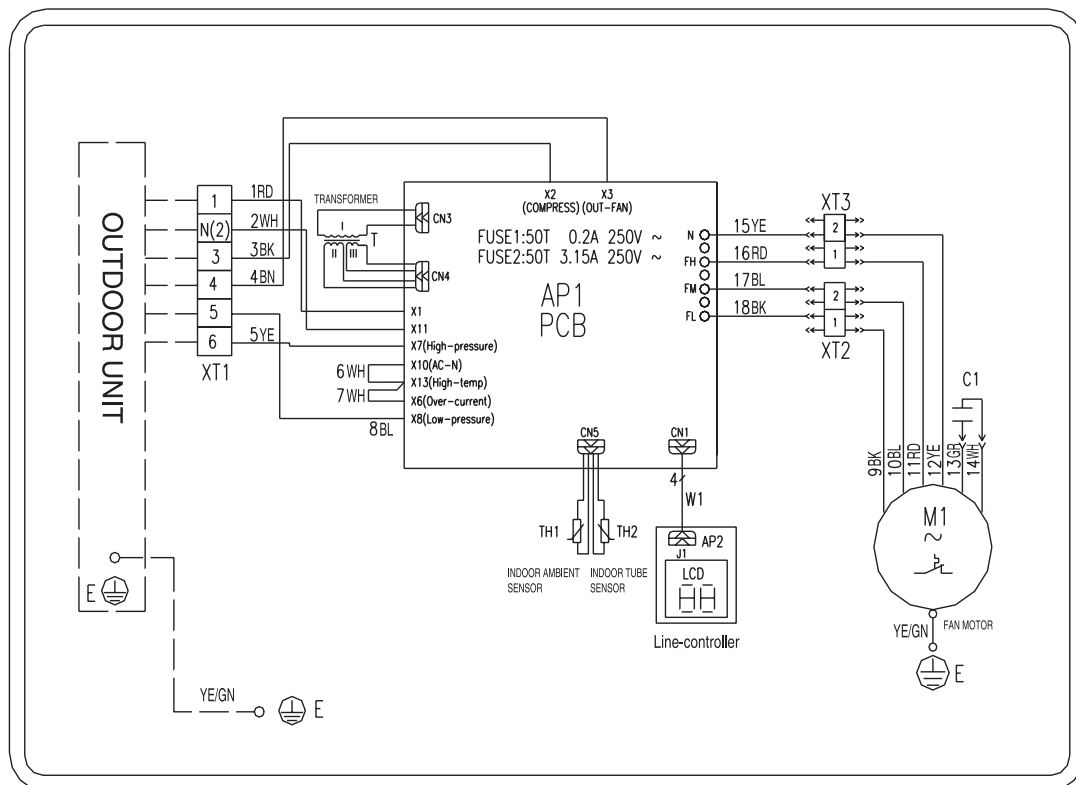 OUTDOOR UNIT
E
YE/GN
E
1
N(2)
3
4
5
6
XT1
1RD
2WH
3BK
4BN
5YE
6WH
7WH
8BL
TRANSFORMER
I
II
III
T
CN3
CN4
X2
(COMPRESS)
X3
(OUT-FAN)
FUSE1:50T 0.2A 250V ~
FUSE2:50T 3.15A 250V ~
AP1
PCB
X1
X11
X7(High-pressure)
X10(AC-N)
X13(High-temp)
X6(Over-current)
X8(Low-pressure)
N
FH
FM
FL
15YE
16RD
17BL
18BK
XT3
2
1
2
1
XT2
CN5
CN1
4
W1
TH1
TH2
INDOOR AMBIENT
SENSOR
INDOOR TUBE
SENSOR
AP2
J1
LCD
88
Line-controller
C1
9BK
10BL
11RD
12YE
13GR
14WH
M1
~
FAN MOTOR
YE/GN
E